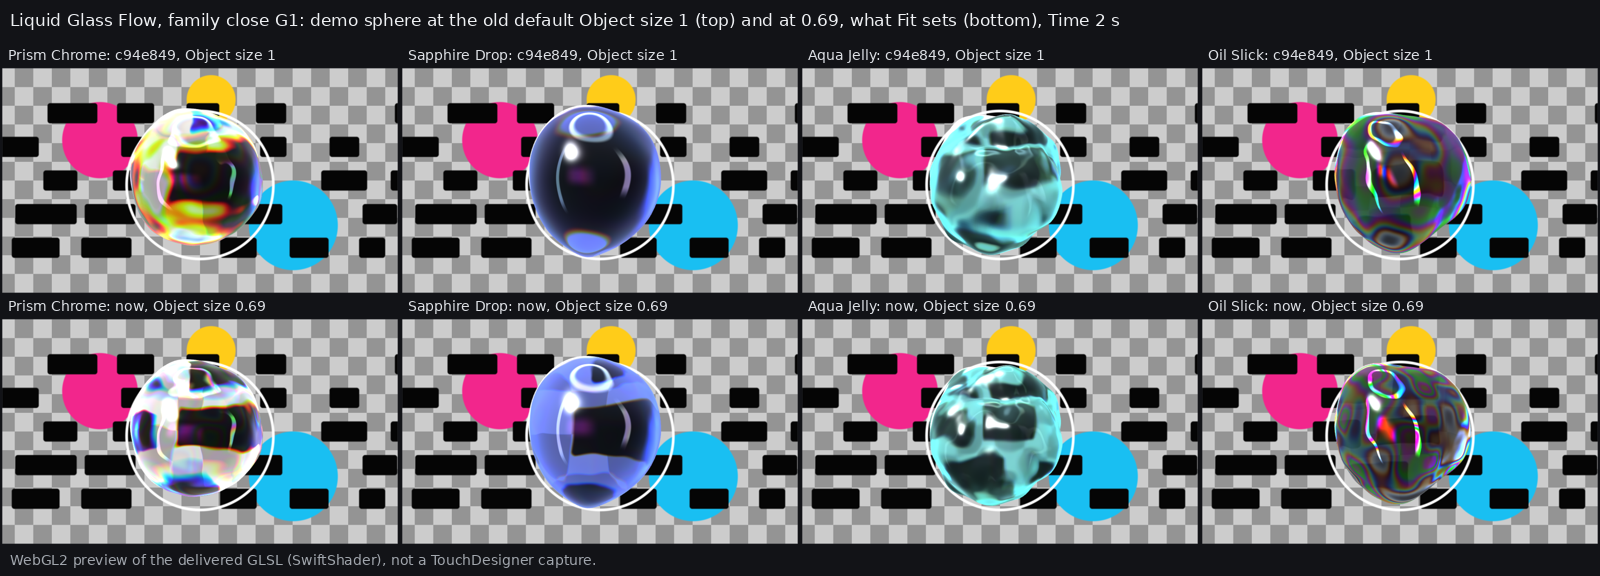 Liquid Glass Flow, family close G1: demo sphere at the old default Object size 1 (top) and at 0.69, what Fit sets (bottom), Time 2 s
Prism Chrome: c94e849, Object size 1
Sapphire Drop: c94e849, Object size 1
Aqua Jelly: c94e849, Object size 1
Oil Slick: c94e849, Object size 1
Prism Chrome: now, Object size 0.69
Sapphire Drop: now, Object size 0.69
Aqua Jelly: now, Object size 0.69
Oil Slick: now, Object size 0.69
WebGL2 preview of the delivered GLSL (SwiftShader), not a TouchDesigner capture.